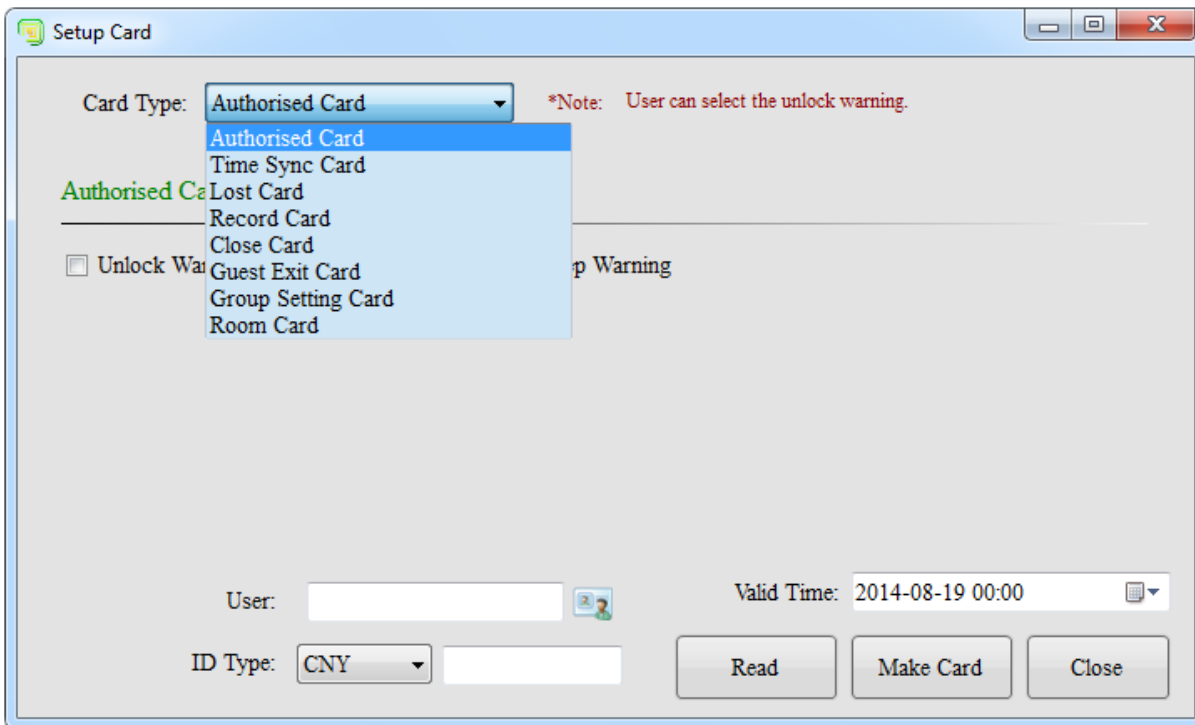 Setup Card
Card Type: Authorised Card *Note: User can select the unlock warning.
Authorised Card
Time Sync Card
Authorised Ca Lost Card
Record Card
Close Card
Unlock Wa Guest Exit Card ep Warning
Group Setting Card
Room Card
User: Valid Time: 2014-08-19 00:00
ID Type: CNY Read Make Card Close